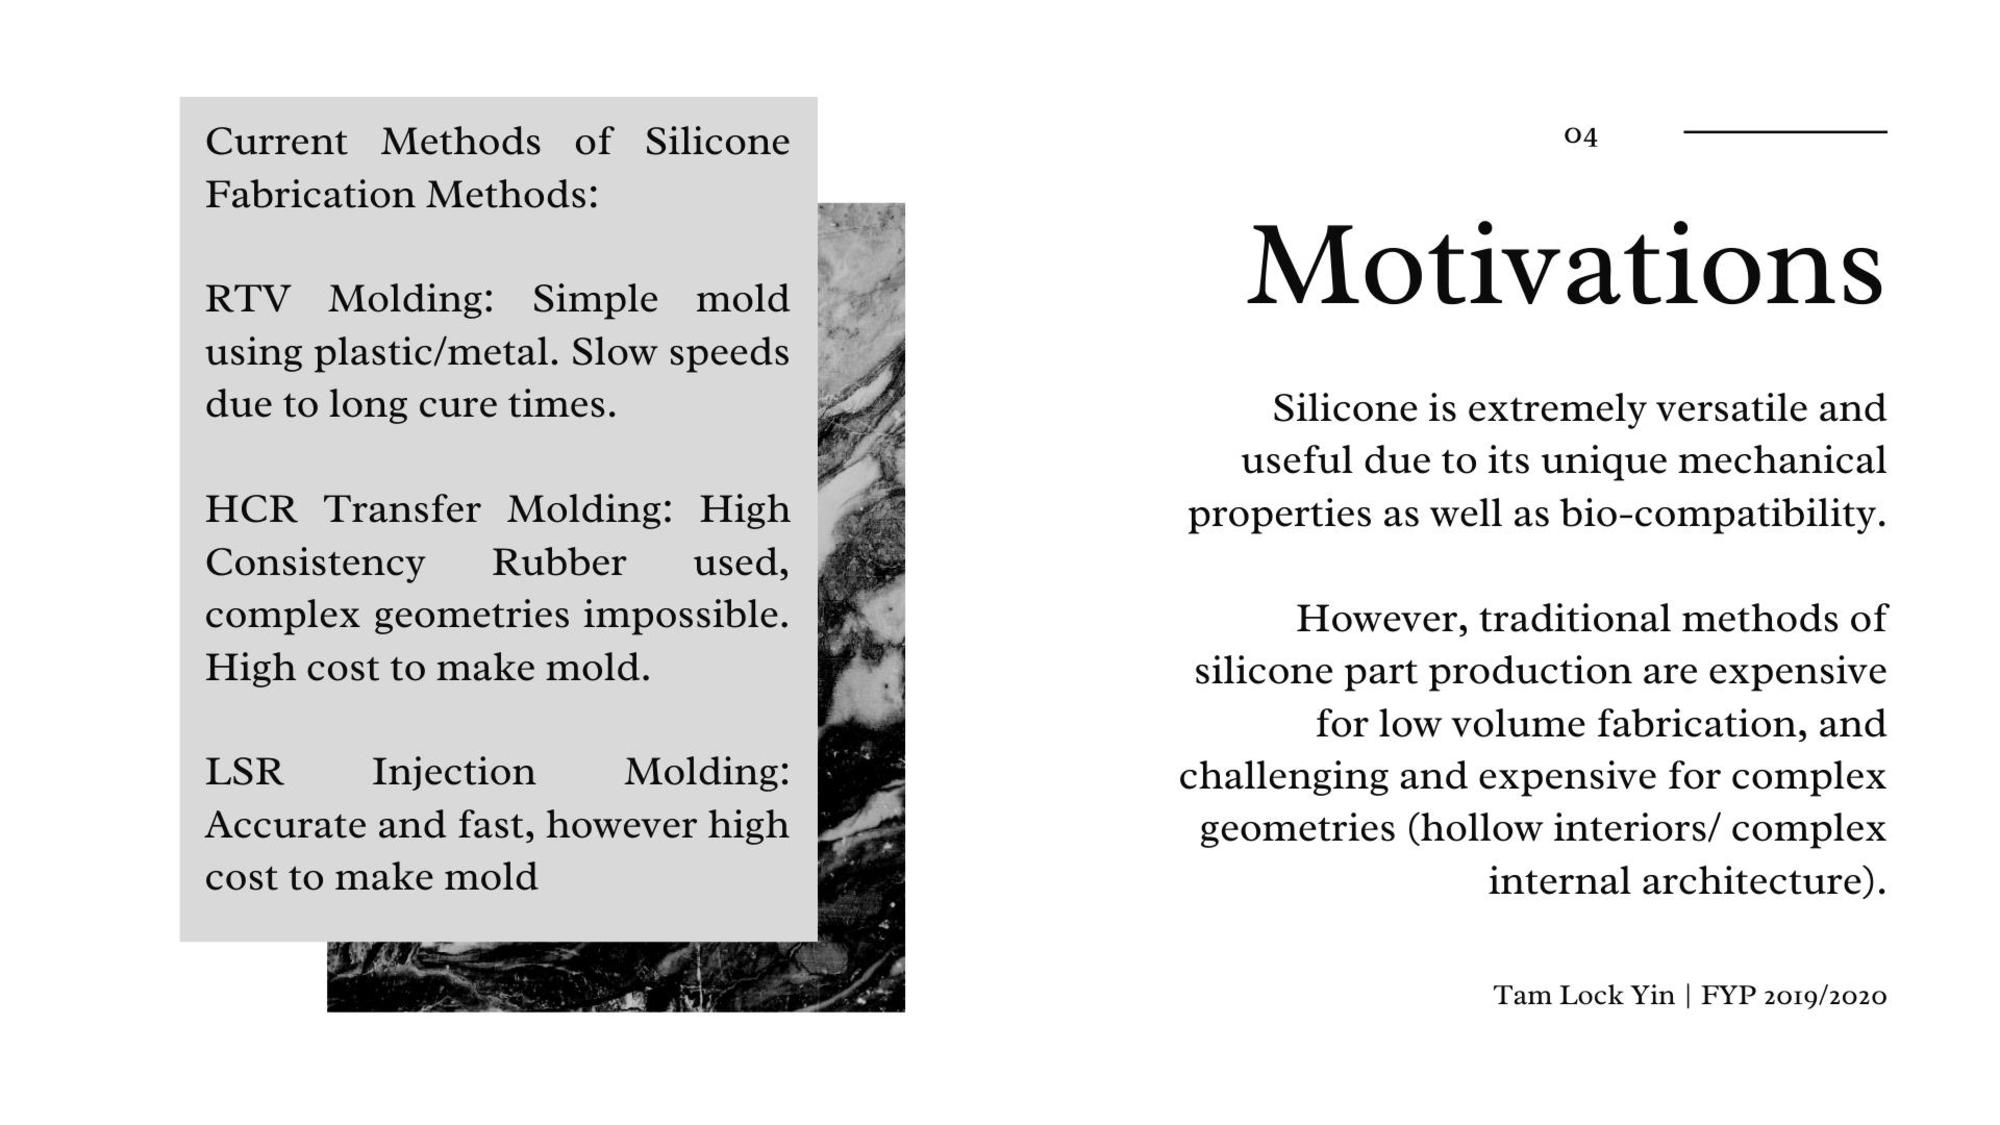 Current Methods of Silicone
Fabrication Methods:
RTV Molding: Simple mold
using plastic/metal. Slow speeds
due to long cure times.
HCR Transfer Molding: High
Consistency Rubber used,
complex geometries impossible.
High cost to make mold.
LSR Injection Molding:
Accurate and fast, however high
cost to make mold
04
Motivations
Silicone is extremely versatile and
useful due to its unique mechanical
properties as well as bio-compatibility.
However, traditional methods of
silicone part production are expensive
for low volume fabrication, and
challenging and expensive for complex
geometries (hollow interiors/ complex
internal architecture).
Tam Lock Yin | FYP 2019/2020